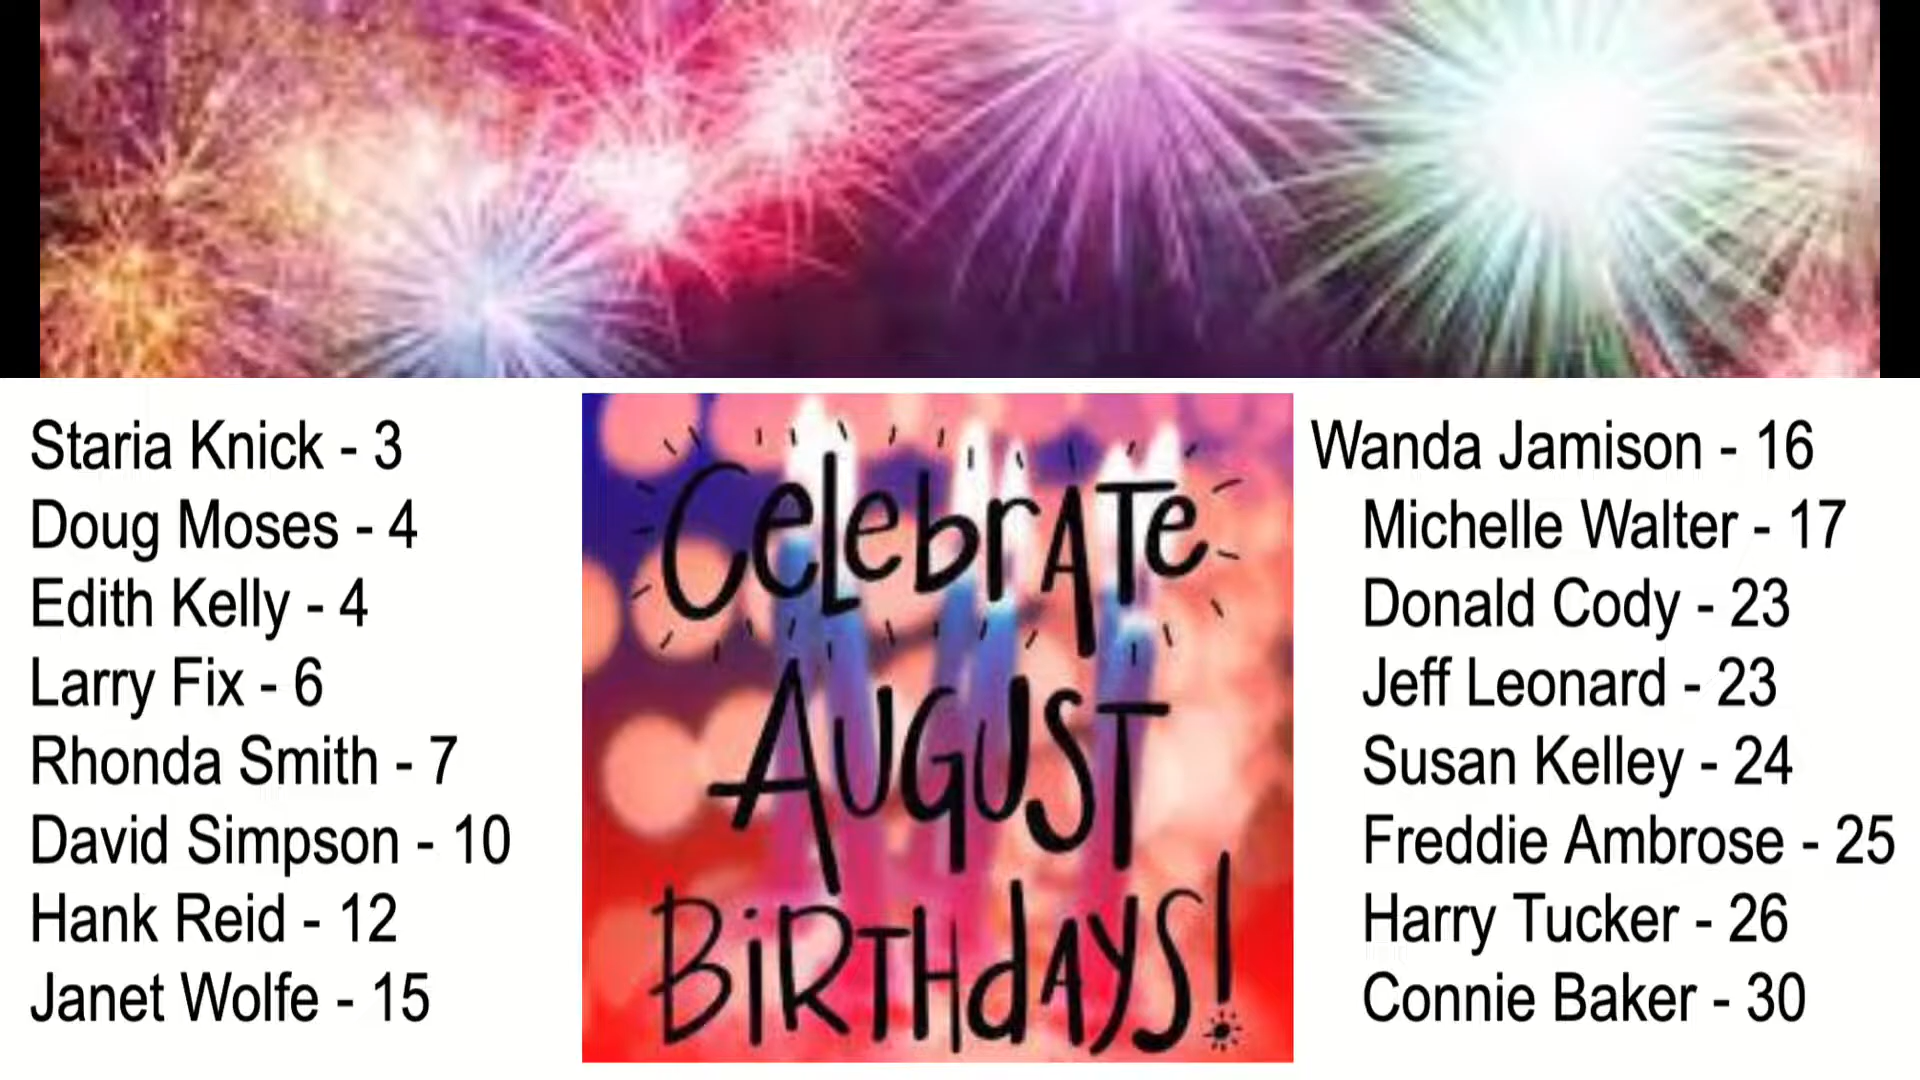 Staria Knick - 3
Doug Moses - 4
Edith Kelly - 4
Larry Fix - 6
Rhonda Smith - 7
David Simpson - 10
Hank Reid - 12
Janet Wolfe - 15
CelebrATe
AUGUST
BiRTHdAYS!
Wanda Jamison - 16
Michelle Walter - 17
Donald Cody - 23
Jeff Leonard - 23
Susan Kelley - 24
Freddie Ambrose - 25
Harry Tucker - 26
Connie Baker - 30